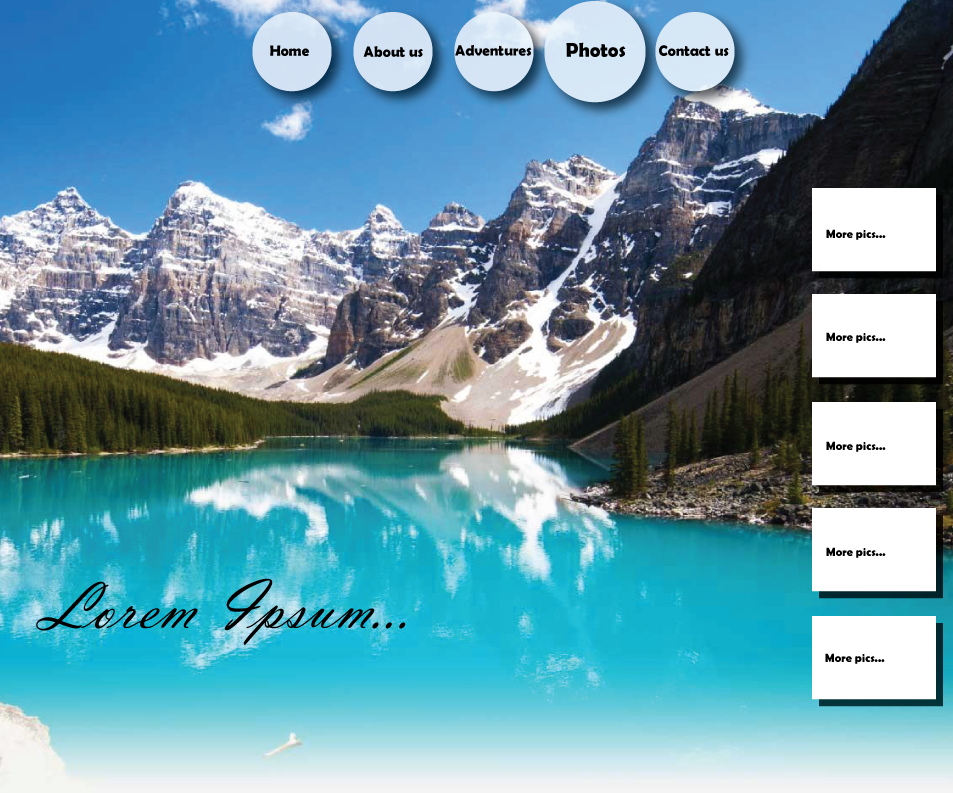 Home
About us
Adventures
Photos
Contact us
More pics...
More pics...
More pics...
More pics...
Lorem Ipsum...
More pics...